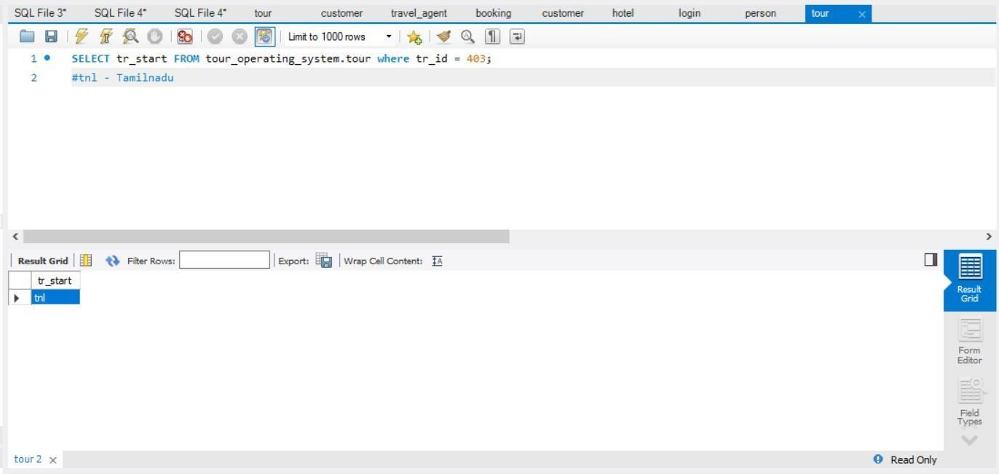 SQL File 3* SQL File 4* SQL File 4* tour customer travel_agent booking customer hotel login person tour
Limit to 1000 rows
1 SELECT tr_start FROM tour_operating_system.tour where tr_id = 403;
2 #tnl - Tamilnadu
Result Grid Filter Rows: Export: Wrap Cell Content: IA
tr_start
tnl
Result
Grid
Form
Editor
Field
Types
tour 2 Read Only